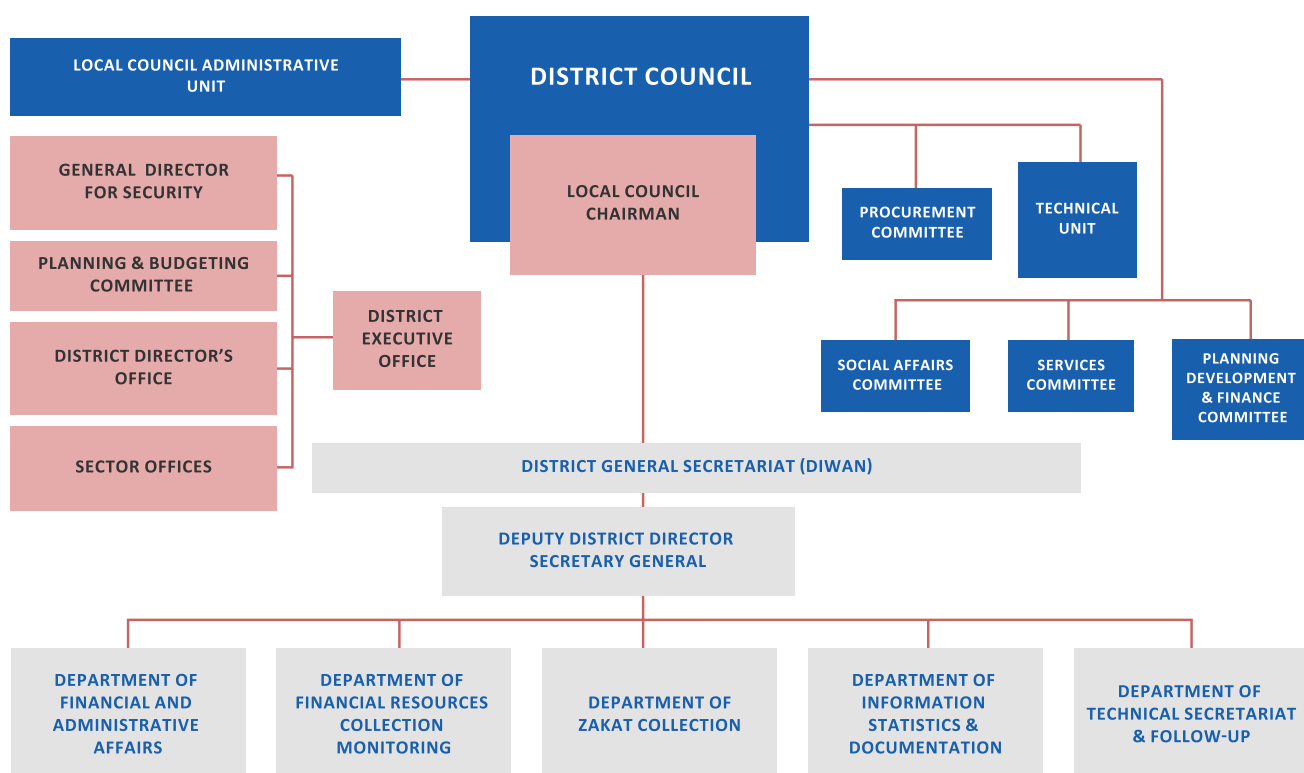 LOCAL COUNCIL ADMINISTRATIVE
UNIT
DISTRICT COUNCIL
LOCAL COUNCIL
CHAIRMAN
GENERAL DIRECTOR
FOR SECURITY
PLANNING & BUDGETING
COMMITTEE
DISTRICT DIRECTOR’S
OFFICE
SECTOR OFFICES
DISTRICT
EXECUTIVE
OFFICE
PROCUREMENT
COMMITTEE
TECHNICAL
UNIT
SOCIAL AFFAIRS
COMMITTEE
SERVICES
COMMITTEE
PLANNING
DEVELOPMENT
& FINANCE
COMMITTEE
DISTRICT GENERAL SECRETARIAT (DIWAN)
DEPUTY DISTRICT DIRECTOR
SECRETARY GENERAL
DEPARTMENT OF
FINANCIAL AND
ADMINISTRATIVE
AFFAIRS
DEPARTMENT OF
FINANCIAL RESOURCES
COLLECTION
MONITORING
DEPARTMENT OF
ZAKAT COLLECTION
DEPARTMENT OF
INFORMATION
STATISTICS &
DOCUMENTATION
DEPARTMENT OF
TECHNICAL SECRETARIAT
& FOLLOW-UP